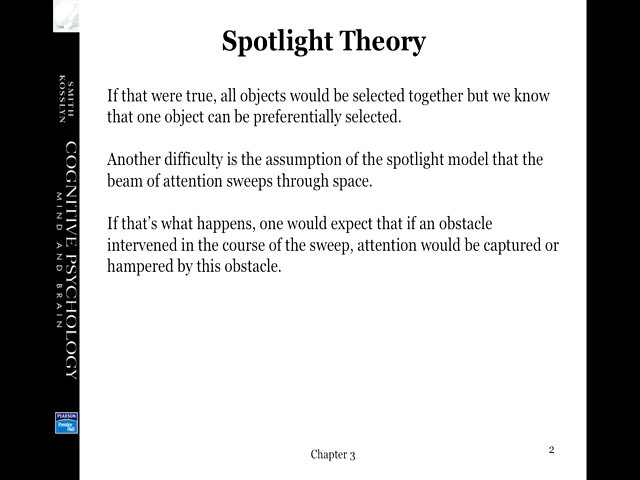 Spotlight Theory
If that were true, all objects would be selected together but we know
that one object can be preferentially selected.
Another difficulty is the assumption of the spotlight model that the
beam of attention sweeps through space.
If that’s what happens, one would expect that if an obstacle
intervened in the course of the sweep, attention would be captured or
hampered by this obstacle.
SMITH
KOSSLYN
COGNITIVE PSYCHOLOGY
MIND AND BRAIN
PEARSON
Prentice
Hall
Chapter 3
2